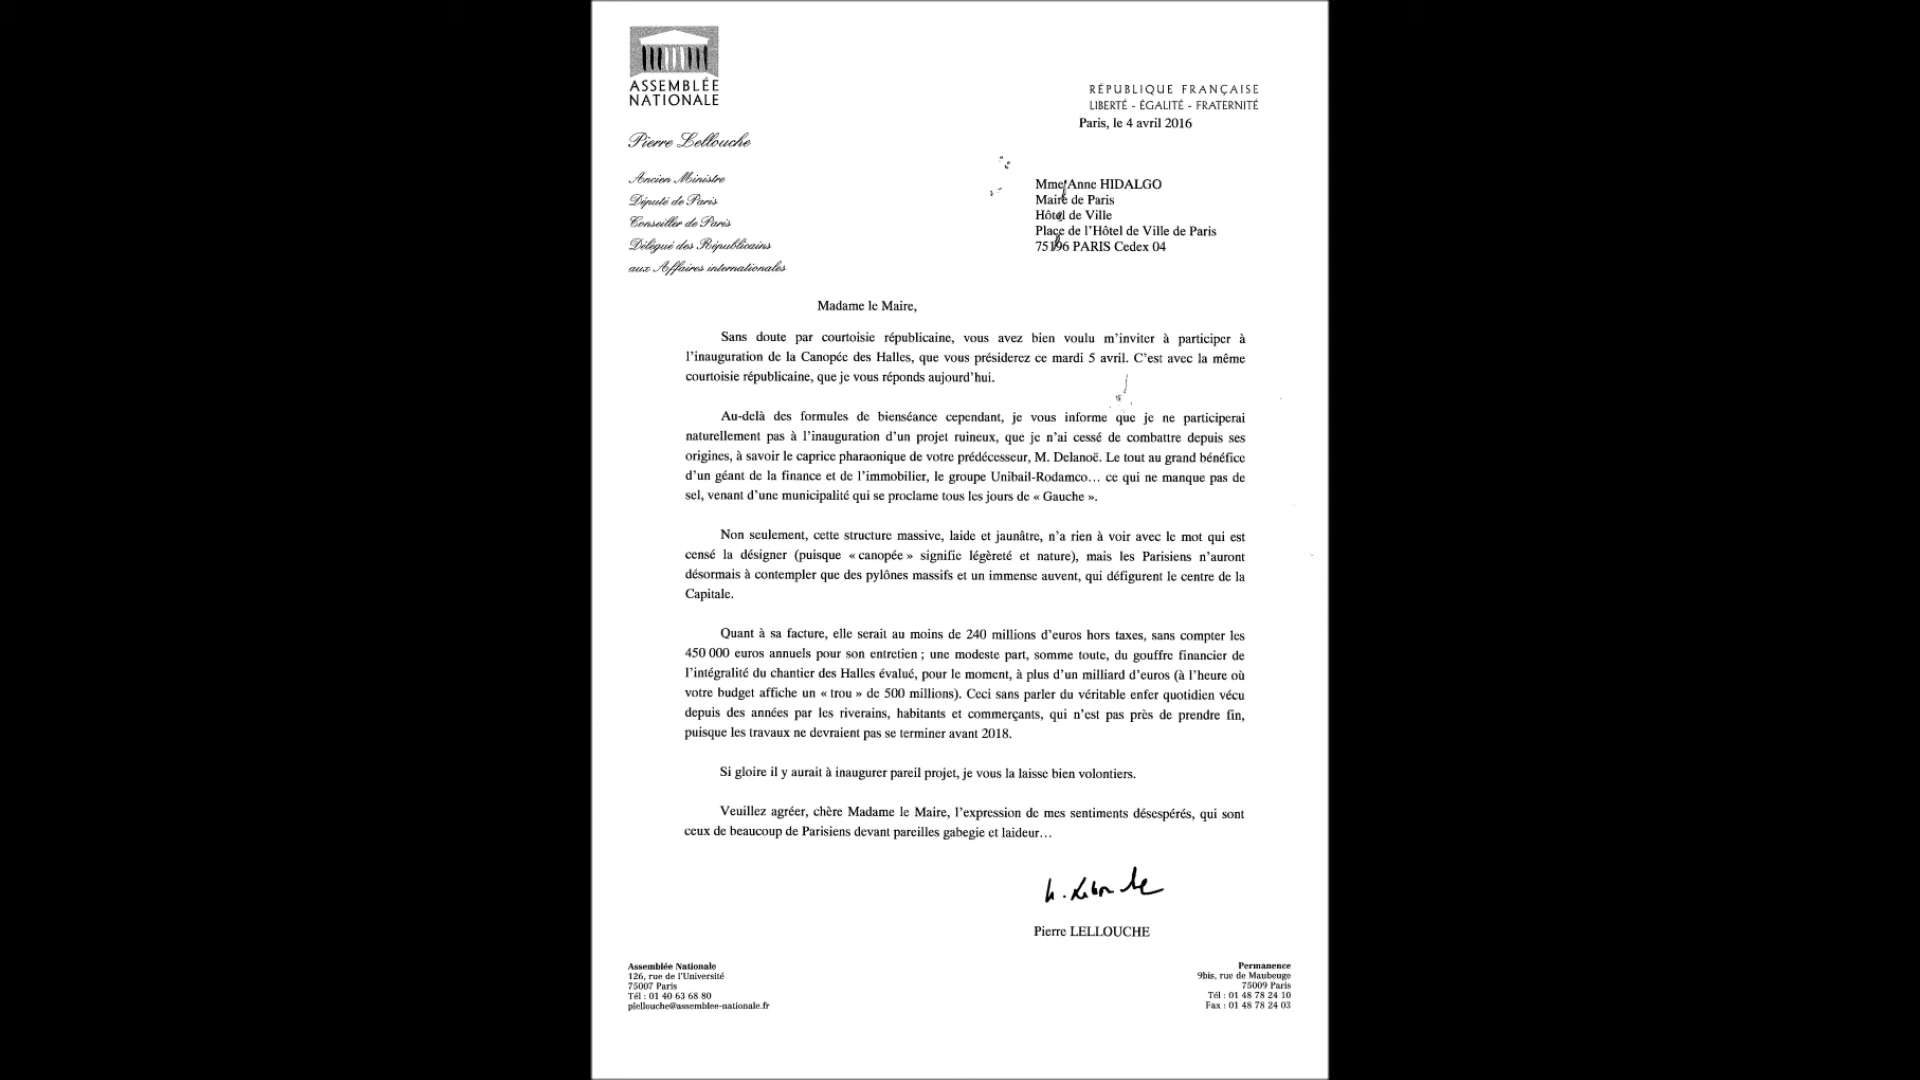 ASSEMBLÉE
NATIONALE
RÉPUBLIQUE FRANÇAISE
LIBERTÉ - ÉGALITÉ - FRATERNITÉ
Paris, le 4 avril 2016
Pierre Lellouche
Ancien Ministre
Député de Paris
Conseiller de Paris
Délégué des Républicains
aux Affaires internationales
Mme Anne HIDALGO
Maire de Paris
Hôtel de Ville
Place de l'Hôtel de Ville de Paris
75196 PARIS Cedex 04
Madame le Maire,
Sans doute par courtoisie républicaine, vous avez bien voulu m'inviter à participer à
l'inauguration de la Canopée des Halles, que vous présiderez ce mardi 5 avril. C'est avec la même
courtoisie républicaine, que je vous réponds aujourd'hui.
Au-delà des formules de bienséance cependant, je vous informe que je ne participerai
naturellement pas à l'inauguration d'un projet ruineux, que je n'ai cessé de combattre depuis ses
origines, à savoir le caprice pharaonique de votre prédécesseur, M. Delanoë. Le tout au grand bénéfice
d'un géant de la finance et de l'immobilier, le groupe Unibail-Rodamco... ce qui ne manque pas de
sel, venant d'une municipalité qui se proclame tous les jours de « Gauche ».
Non seulement, cette structure massive, laide et jaunâtre, n'a rien à voir avec le mot qui est
censé la désigner (puisque « canopée » signifie légèreté et nature), mais les Parisiens n'auront
désormais à contempler que des pylônes massifs et un immense auvent, qui défigurent le centre de la
Capitale.
Quant à sa facture, elle serait au moins de 240 millions d'euros hors taxes, sans compter les
450 000 euros annuels pour son entretien ; une modeste part, somme toute, du gouffre financier de
l'intégralité du chantier des Halles évalué, pour le moment, à plus d'un milliard d'euros (à l'heure où
votre budget affiche un « trou » de 500 millions). Ceci sans parler du véritable enfer quotidien vécu
depuis des années par les riverains, habitants et commerçants, qui n'est pas près de prendre fin,
puisque les travaux ne devraient pas se terminer avant 2018.
Si gloire il y aurait à inaugurer pareil projet, je vous la laisse bien volontiers.
Veuillez agréer, chère Madame le Maire, l'expression de mes sentiments désespérés, qui sont
ceux de beaucoup de Parisiens devant pareilles gabegie et laideur...
Pierre LELLOUCHE
Assemblée Nationale
126, rue de l'Université
75007 Paris
Tél : 01 40 63 68 80
plellouche@assemblee-nationale.fr
Permanence
9bis, rue de Maubeuge
75009 Paris
Tél : 01 48 78 24 10
Fax : 01 48 78 24 03